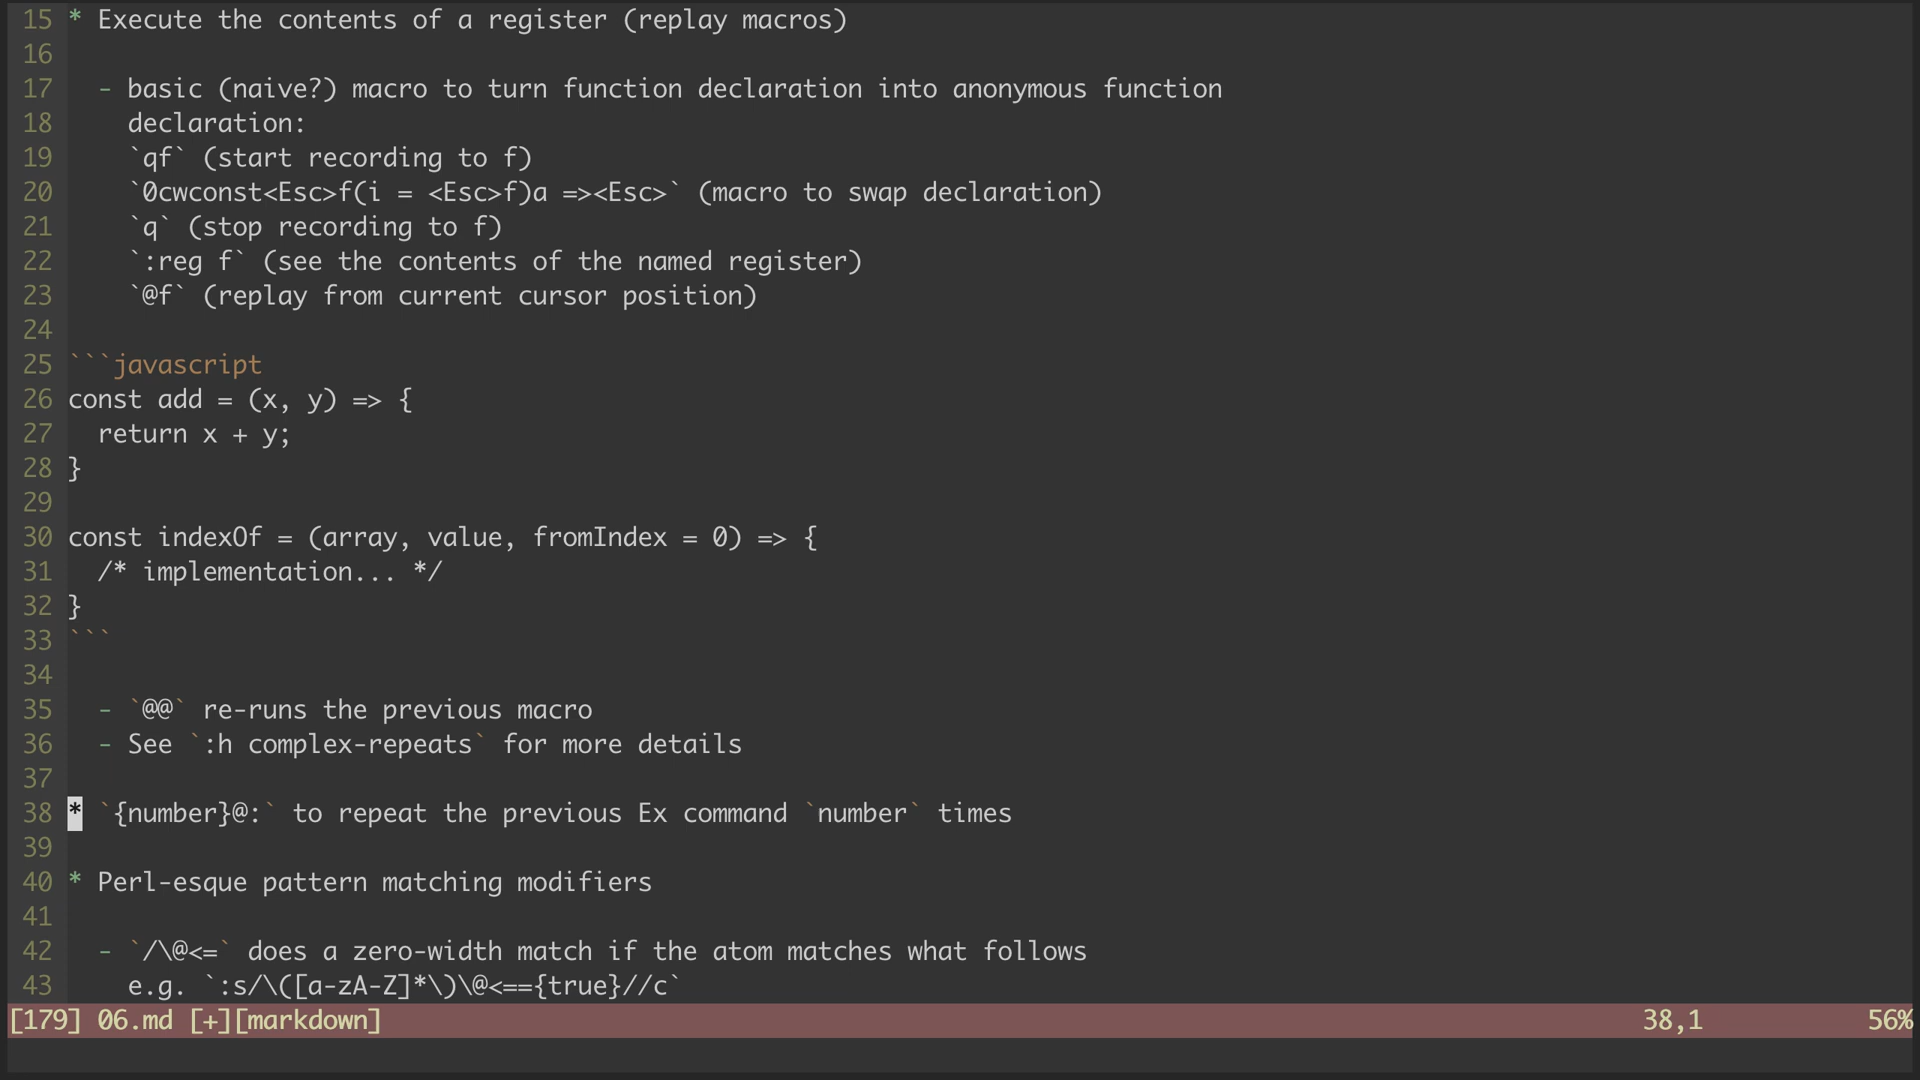 15 * Execute the contents of a register (replay macros)
16
17   - basic (naive?) macro to turn function declaration into anonymous function
18     declaration:
19     `qf` (start recording to f)
20     `0cwconst<Esc>f(i = <Esc>f)a =><Esc>` (macro to swap declaration)
21     `q` (stop recording to f)
22     `:reg f` (see the contents of the named register)
23     `@f` (replay from current cursor position)
24
25 ```javascript
26 const add = (x, y) => {
27   return x + y;
28 }
29
30 const indexOf = (array, value, fromIndex = 0) => {
31   /* implementation... */
32 }
33 ```
34
35   - `@@` re-runs the previous macro
36   - See `:h complex-repeats` for more details
37
38 * `{number}@:` to repeat the previous Ex command `number` times
39
40 * Perl-esque pattern matching modifiers
41
42   - `/\@<=` does a zero-width match if the atom matches what follows
43     e.g. `:s/\([a-zA-Z]*\)\@<=={true}//c`
[179] 06.md [+][markdown] 38,1 56%